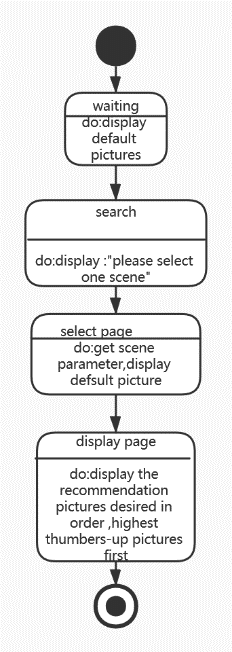 waiting
do:display
default
pictures
search
do:display :"please select
one scene"
select page
do:get scene
parameter,display
defsult picture
display page
do:display the
recommendation
pictures desired in
order ,highest
thumbers-up pictures
first